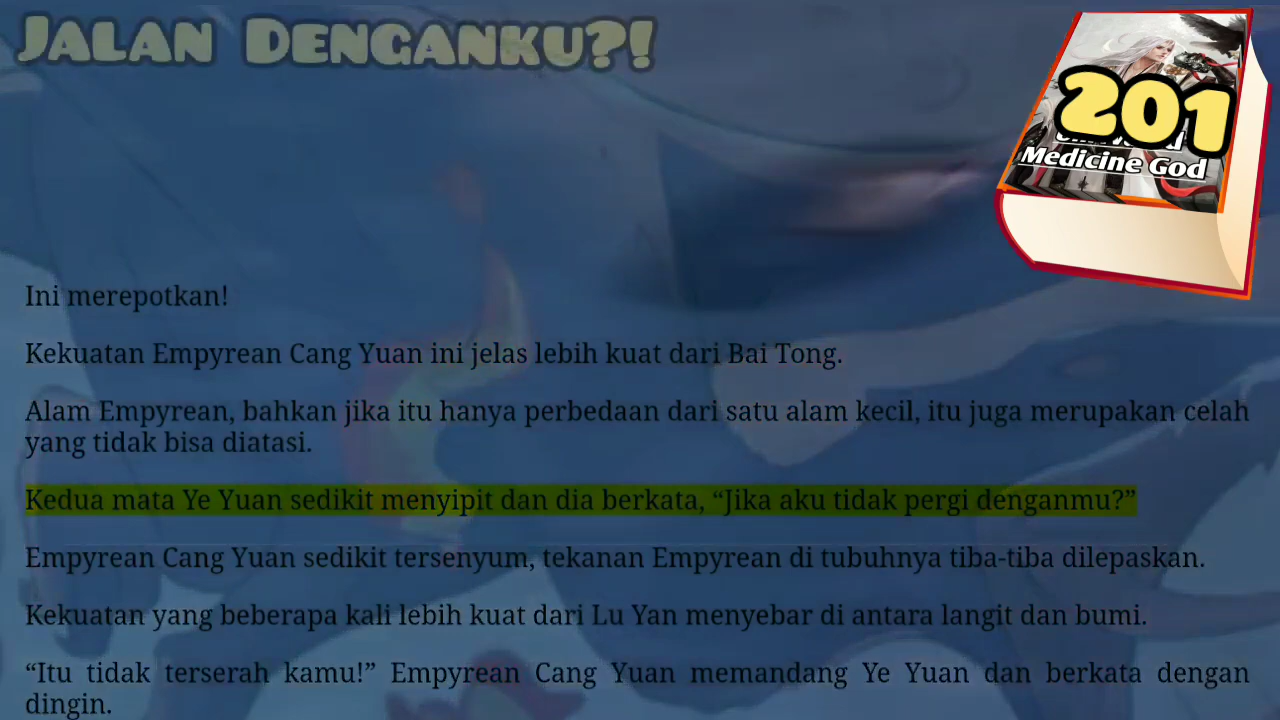 JALAN DENGANKU?!
201
Medicine God
Ini merepotkan!
Kekuatan Empyrean Cang Yuan ini jelas lebih kuat dari Bai Tong.
Alam Empyrean, bahkan jika itu hanya perbedaan dari satu alam kecil, itu juga merupakan celah
yang tidak bisa diatasi.
Kedua mata Ye Yuan sedikit menyipit dan dia berkata, “Jika aku tidak pergi denganmu?”
Empyrean Cang Yuan sedikit tersenyum, tekanan Empyrean di tubuhnya tiba-tiba dilepaskan.
Kekuatan yang beberapa kali lebih kuat dari Lu Yan menyebar di antara langit dan bumi.
“Itu tidak terserah kamu!” Empyrean Cang Yuan memandang Ye Yuan dan berkata dengan
dingin.